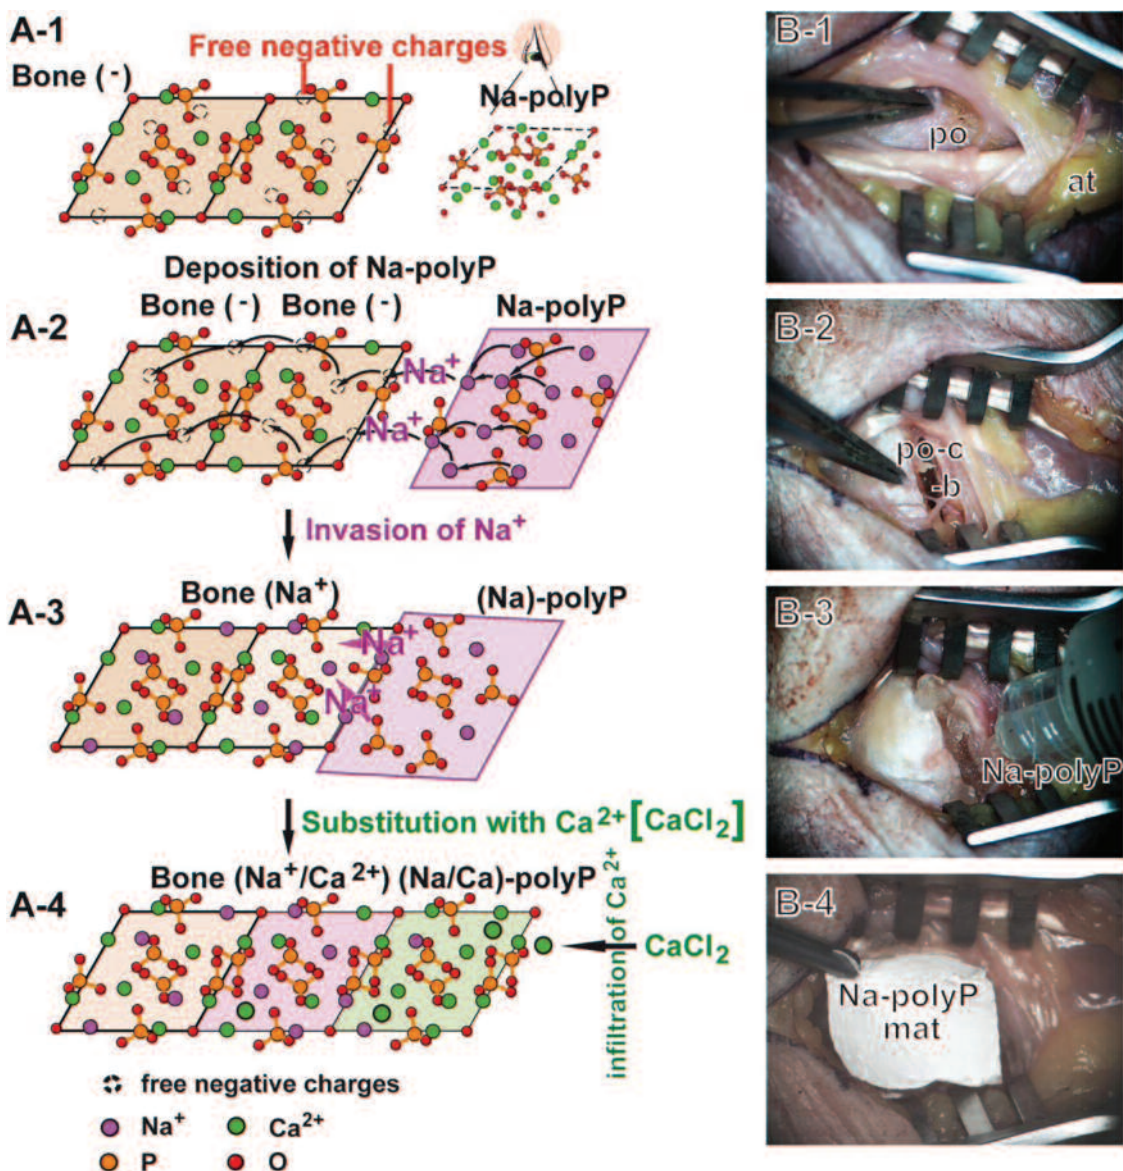 A-1
Free negative charges
Bone (-)
Na-polyP
Deposition of Na-polyP
A-2
Bone (-) Bone (-)
Na-polyP
Na+
Na+
Invasion of Na+
A-3
Bone (Na+)
(Na)-polyP
Na+
Na+
Substitution with Ca2+ [CaCl2]
A-4
Bone (Na+/Ca2+) (Na/Ca)-polyP
CaCl2
infiltration of Ca2+
free negative charges
Na+
Ca2+
P
O
B-1
po
at
B-2
po-c
-b
B-3
Na-polyP
B-4
Na-polyP
mat